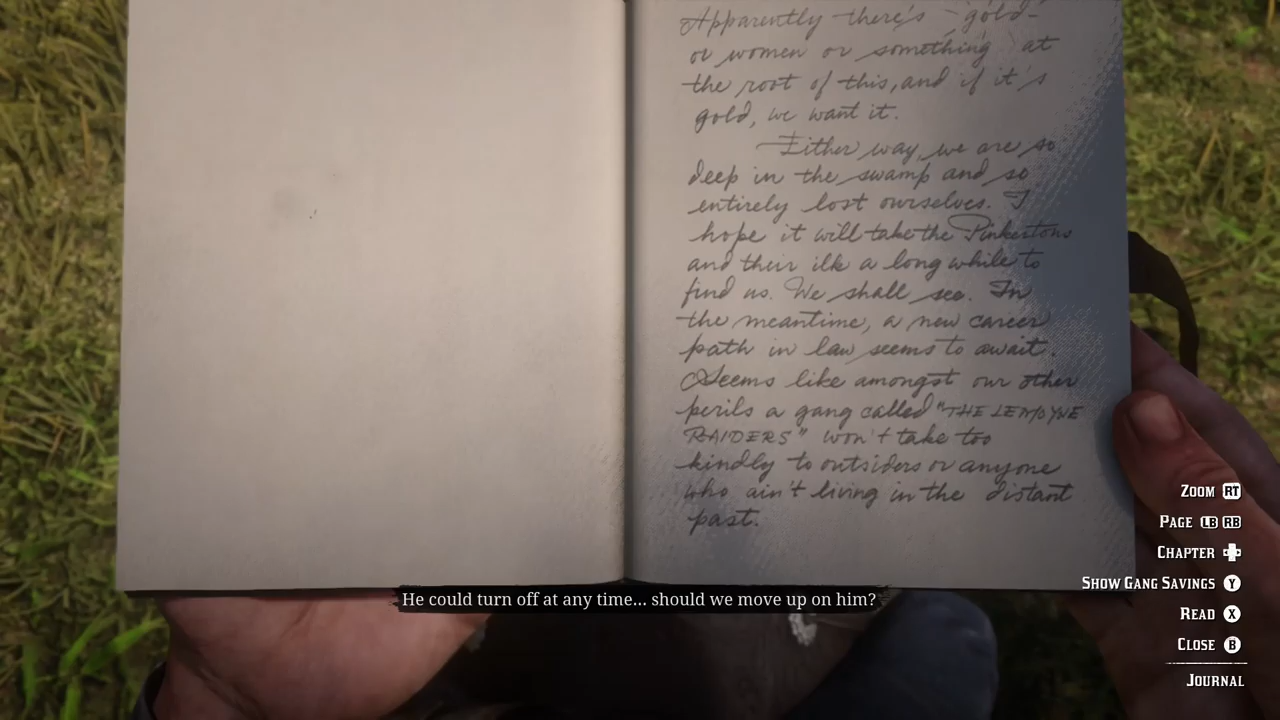 Apparently there's - gold -
or women or something at
the root of this, and if it's
gold, we want it.
Either way, we are so
deep in the swamp and so
entirely lost ourselves. I
hope it will take the Pinkertons
and their ilk a long while to
find us. We shall see. In
the meantime, a new career
path in law seems to await.
Seems like amongst our other
perils a gang called "THE LEMOYNE
RAIDERS" won't take too
kindly to outsiders or anyone
who ain't living in the distant
past.
ZOOM RT
PAGE LB RB
CHAPTER
SHOW GANG SAVINGS Y
READ X
CLOSE B
JOURNAL
He could turn off at any time... should we move up on him?